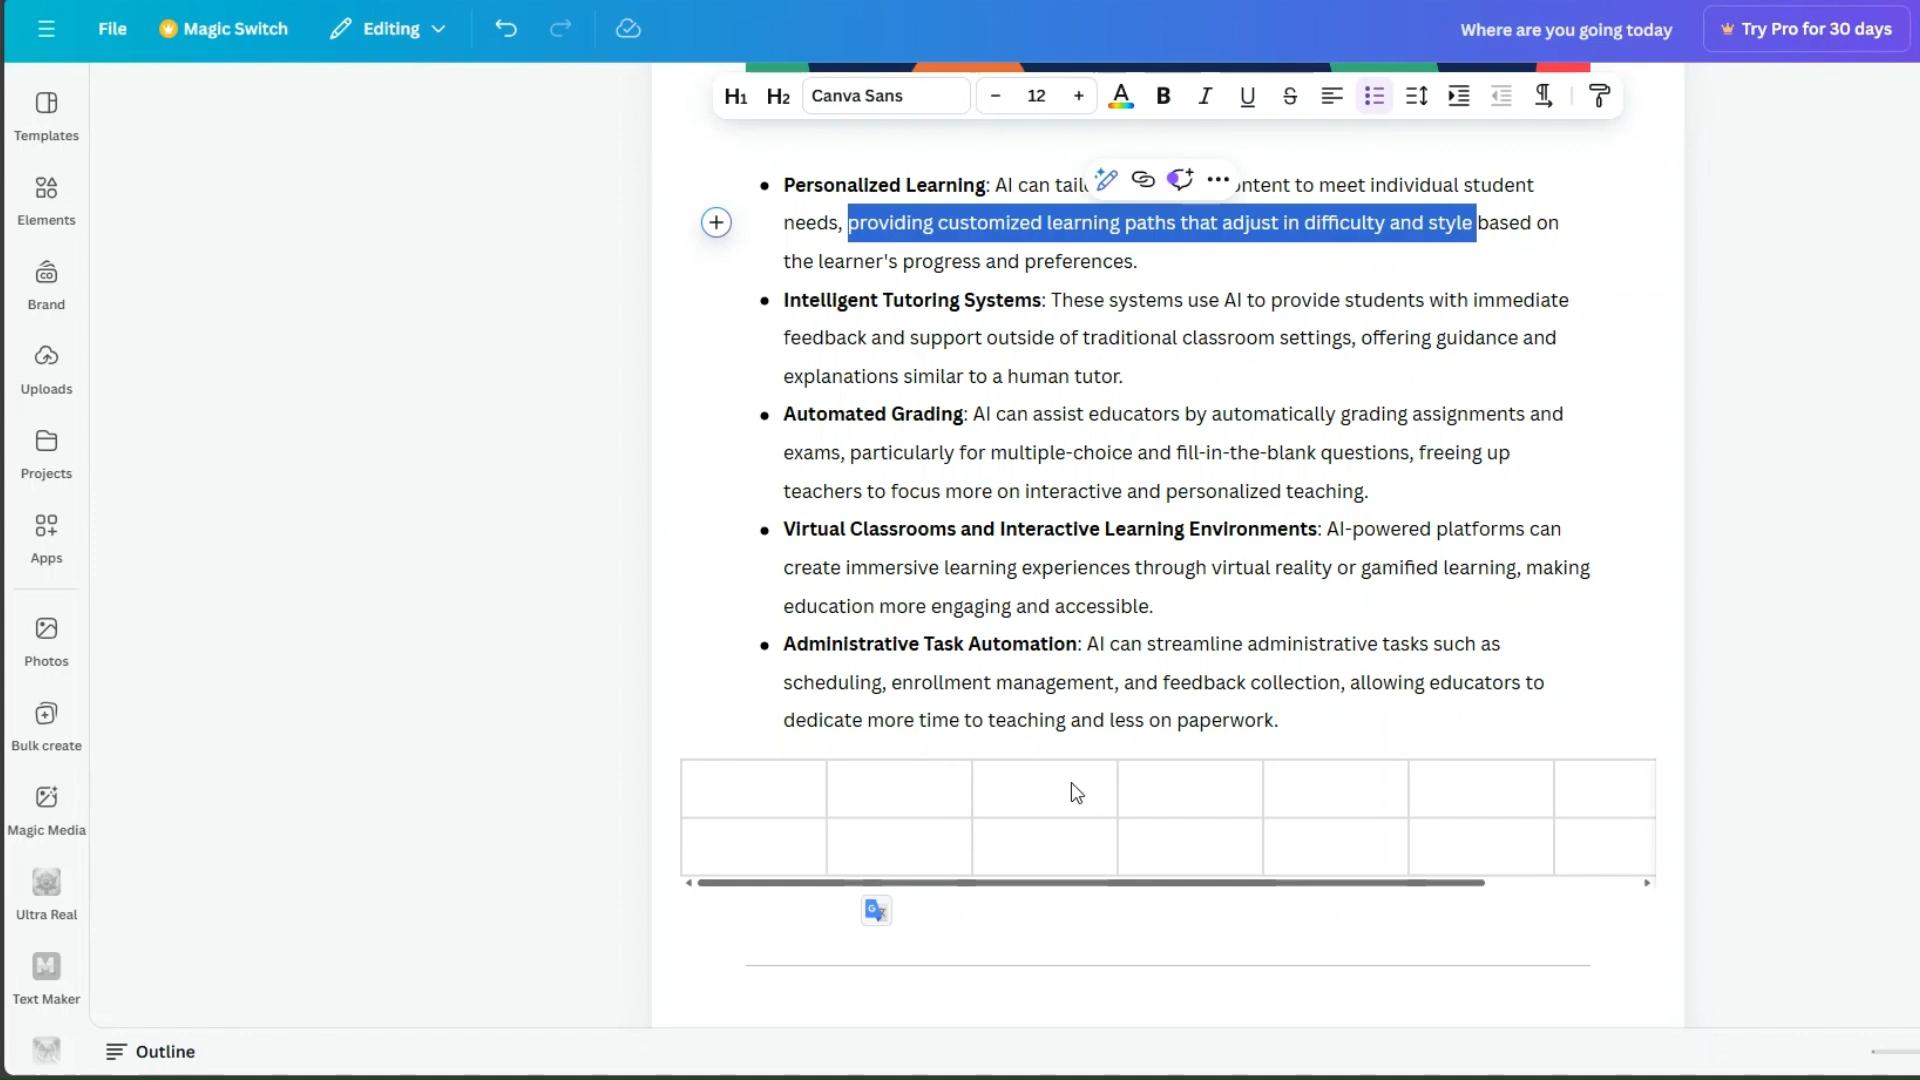 File
Magic Switch
Editing
Where are you going today
Try Pro for 30 days
H1 H2 Canva Sans – 12 + A B I U S
Templates
Elements
Brand
Uploads
Projects
Apps
Photos
Bulk create
Magic Media
Ultra Real
Text Maker
Personalized Learning: AI can ontent to meet individual student
needs, providing customized learning paths that adjust in difficulty and style based on
the learner's progress and preferences.
Intelligent Tutoring Systems: These systems use AI to provide students with immediate
feedback and support outside of traditional classroom settings, offering guidance and
explanations similar to a human tutor.
Automated Grading: AI can assist educators by automatically grading assignments and
exams, particularly for multiple-choice and fill-in-the-blank questions, freeing up
teachers to focus more on interactive and personalized teaching.
Virtual Classrooms and Interactive Learning Environments: AI-powered platforms can
create immersive learning experiences through virtual reality or gamified learning, making
education more engaging and accessible.
Administrative Task Automation: AI can streamline administrative tasks such as
scheduling, enrollment management, and feedback collection, allowing educators to
dedicate more time to teaching and less on paperwork.
Outline